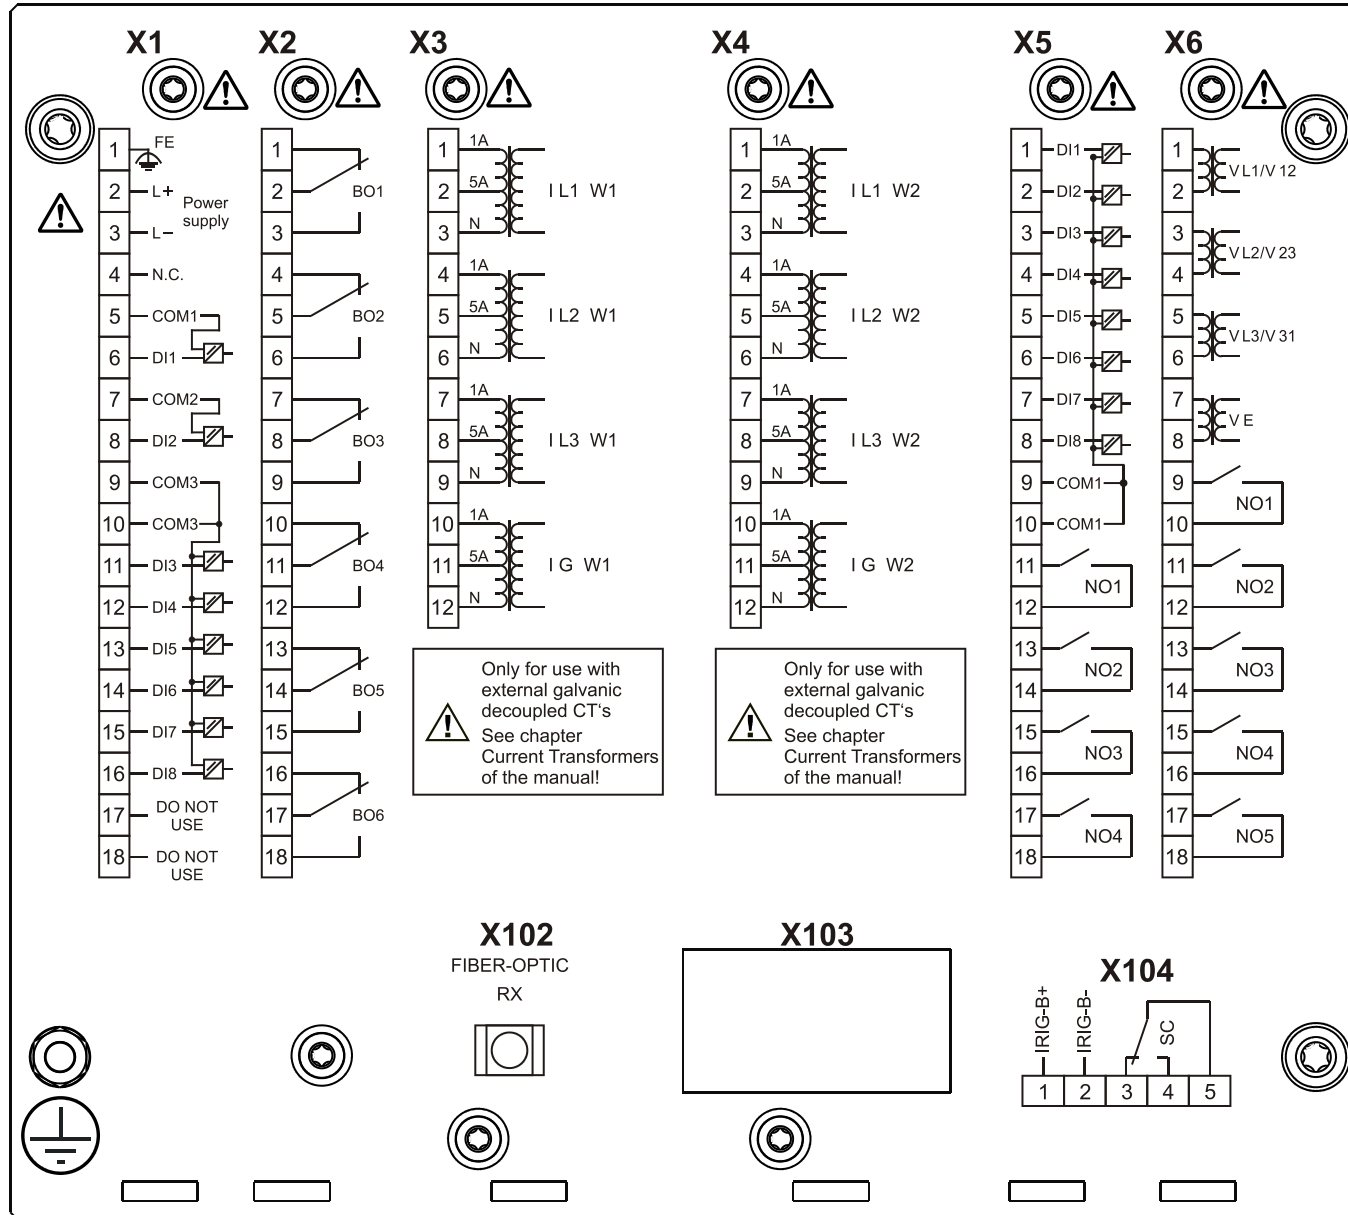 X1
X2
X3
X4
X5
X6
1 FE
2 L+
Power
supply
3 L–
4 N.C.
5 COM1
6 DI1
7 COM2
8 DI2
9 COM3
10 COM3
11 DI3
12 DI4
13 DI5
14 DI6
15 DI7
16 DI8
17 DO NOT
USE
18 DO NOT
USE
1
2 BO1
3
4
5 BO2
6
7
8 BO3
9
10
11 BO4
12
13
14 BO5
15
16
17 BO6
18
1 1A
2 5A I L1 W1
3 N
4 1A
5 5A I L2 W1
6 N
7 1A
8 5A I L3 W1
9 N
10 1A
11 5A I G W1
12 N
Only for use with
external galvanic
decoupled CT‘s
See chapter
Current Transformers
of the manual!
1 1A
2 5A I L1 W2
3 N
4 1A
5 5A I L2 W2
6 N
7 1A
8 5A I L3 W2
9 N
10 1A
11 5A I G W2
12 N
Only for use with
external galvanic
decoupled CT‘s
See chapter
Current Transformers
of the manual!
1 DI1
2 DI2
3 DI3
4 DI4
5 DI5
6 DI6
7 DI7
8 DI8
9 COM1
10 COM1
11
NO1
12
13
NO2
14
15
NO3
16
17
NO4
18
1
V L1/V 12
2
3
V L2/V 23
4
5
V L3/V 31
6
7
V E
8
9
NO1
10
11
NO2
12
13
NO3
14
15
NO4
16
17
NO5
18
X102
FIBER-OPTIC
RX
X103
X104
IRIG-B+
IRIG-B-
SC
1 2 3 4 5